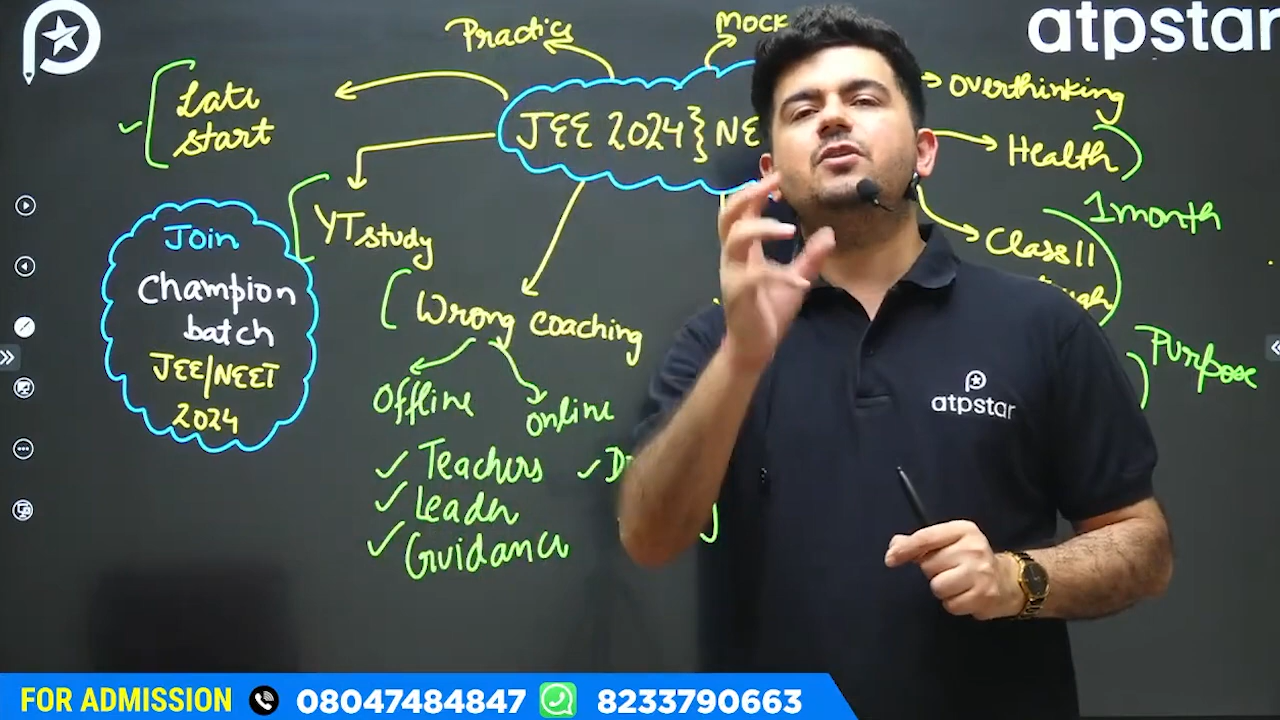 atpstar
Practice
Mock
Late
start
JEE 2024} NE
Overthinking
Health
1 month
YT study
Class 11
Join
Champion
batch
JEE/NEET
2024
Wrong coaching
Purpose
Offline
Online
✓ Teachers
✓ Leader
✓ Guidance
atpstar
FOR ADMISSION 08047484847 8233790663